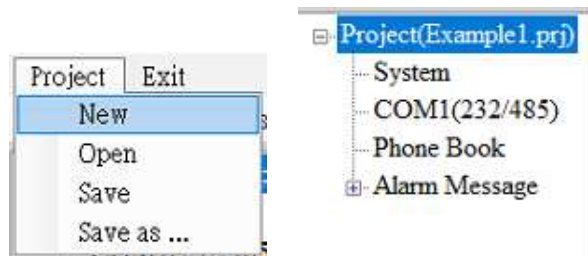 Project Exit
New
Open
Save
Save as ...
Project(Example1.prj)
System
COM1(232/485)
Phone Book
Alarm Message